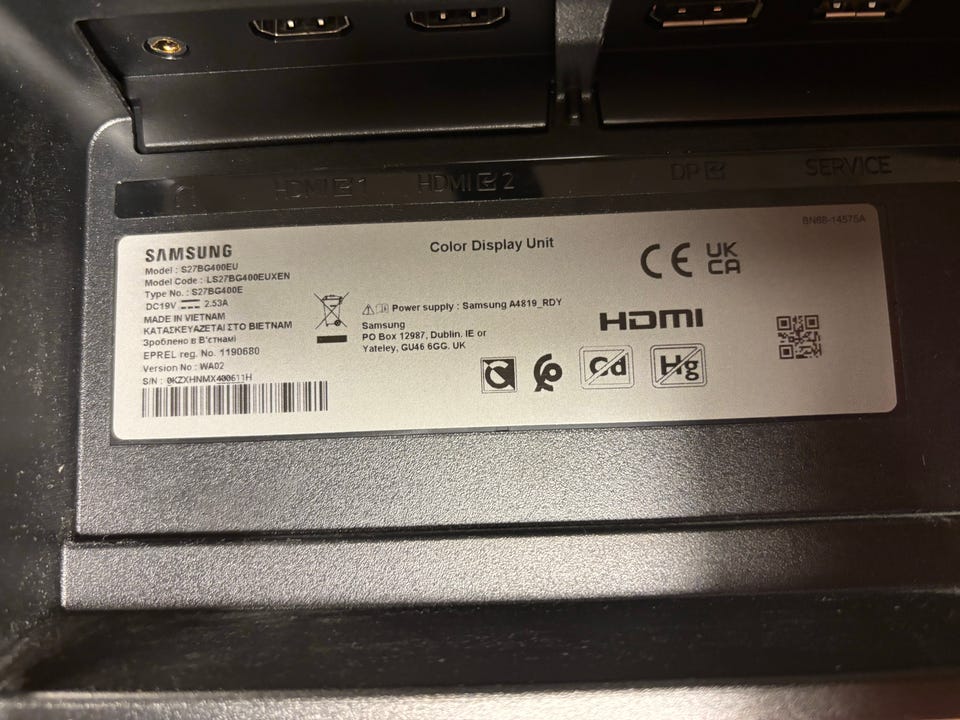 HDMI 1
HDMI 2
DP
SERVICE
BN68-14575A
SAMSUNG
Color Display Unit
Model : S27BG400EU
Model Code : LS27BG400EUXEN
Type No. : S27BG400E
DC19V 2.53A
MADE IN VIETNAM
ΚΑΤΑΣΚΕΥΑΖΕΤΑΙ ΣΤΟ ΒΙΕΤΝΑΜ
Зроблено в В'єтнамі
EPREL reg. No. 1190680
Version No : WA02
S/N : 0KZXHNMX400611H
Power supply : Samsung A4819_RDY
Samsung
PO Box 12987, Dublin. IE or
Yateley, GU46 6GG. UK
CE
UK
CA
HDMI
Cd
Hg